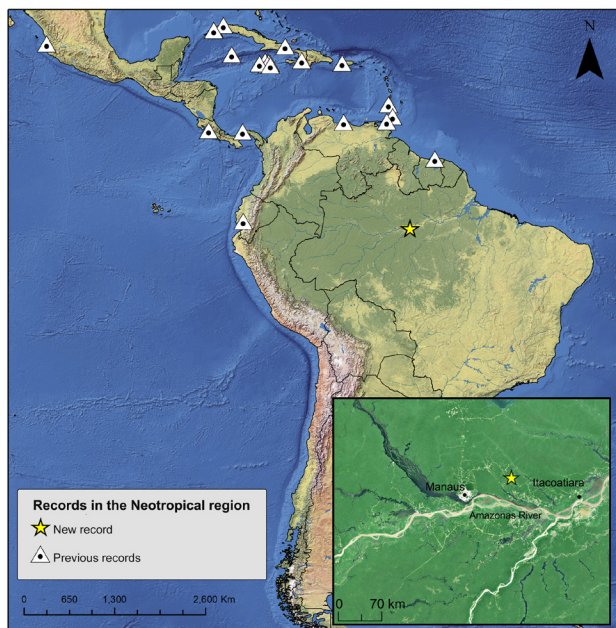 N
Manaus
Itacoatiara
Amazonas River
0 70 km
Records in the Neotropical region
New record
Previous records
0 650 1,300 2,600 Km